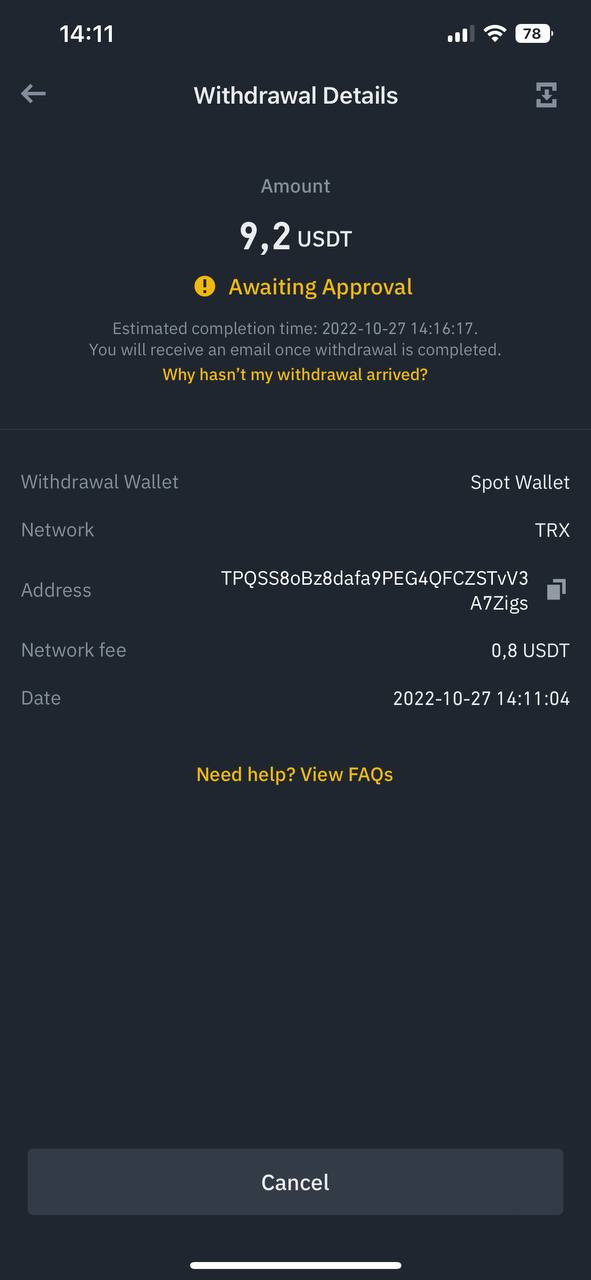 14:11
78
Withdrawal Details
Amount
9,2 USDT
Awaiting Approval
Estimated completion time: 2022-10-27 14:16:17.
You will receive an email once withdrawal is completed.
Why hasn't my withdrawal arrived?
Withdrawal Wallet Spot Wallet
Network TRX
Address TPQSS8oBz8dafa9PEG4QFCZSTvV3
A7Zigs
Network fee 0,8 USDT
Date 2022-10-27 14:11:04
Need help? View FAQs
Cancel